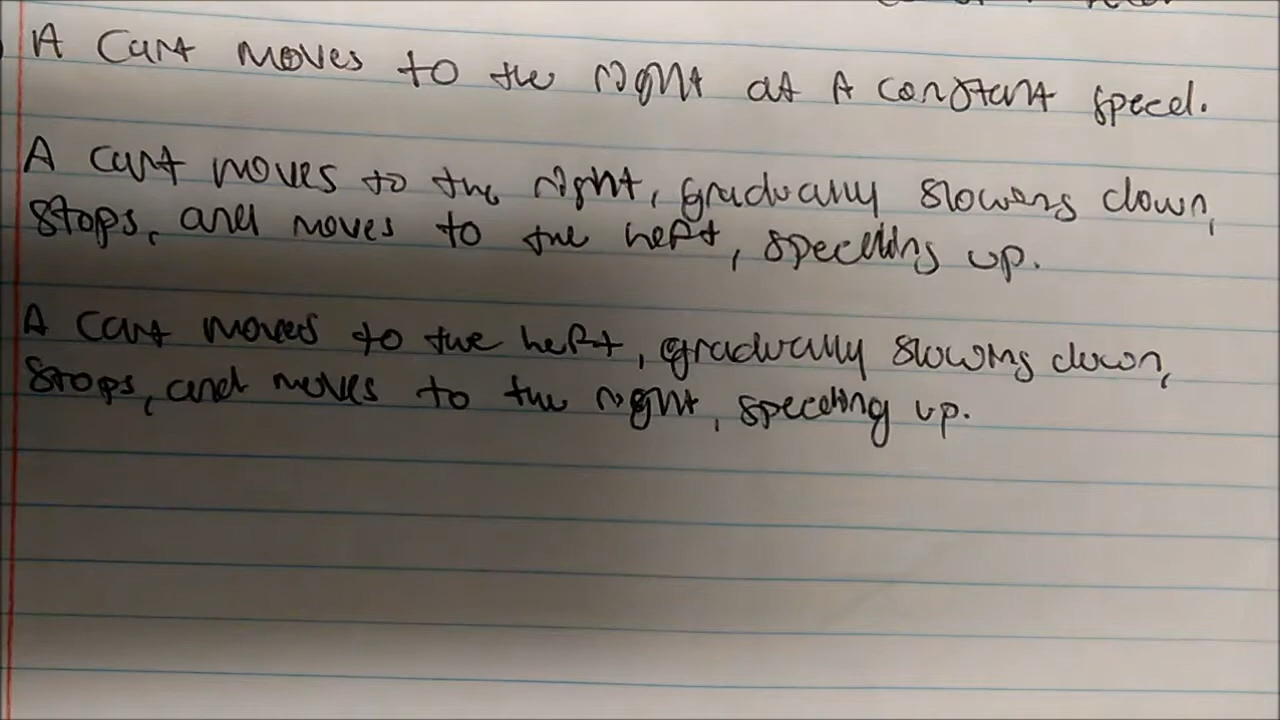 A Cart moves to the right at A constant speed.
A cart moves to the right, gradually slowers down,
stops, and moves to the left, speeding up.
A cart moves to the left, gradually slowing down,
stops, and moves to the right, speeding up.